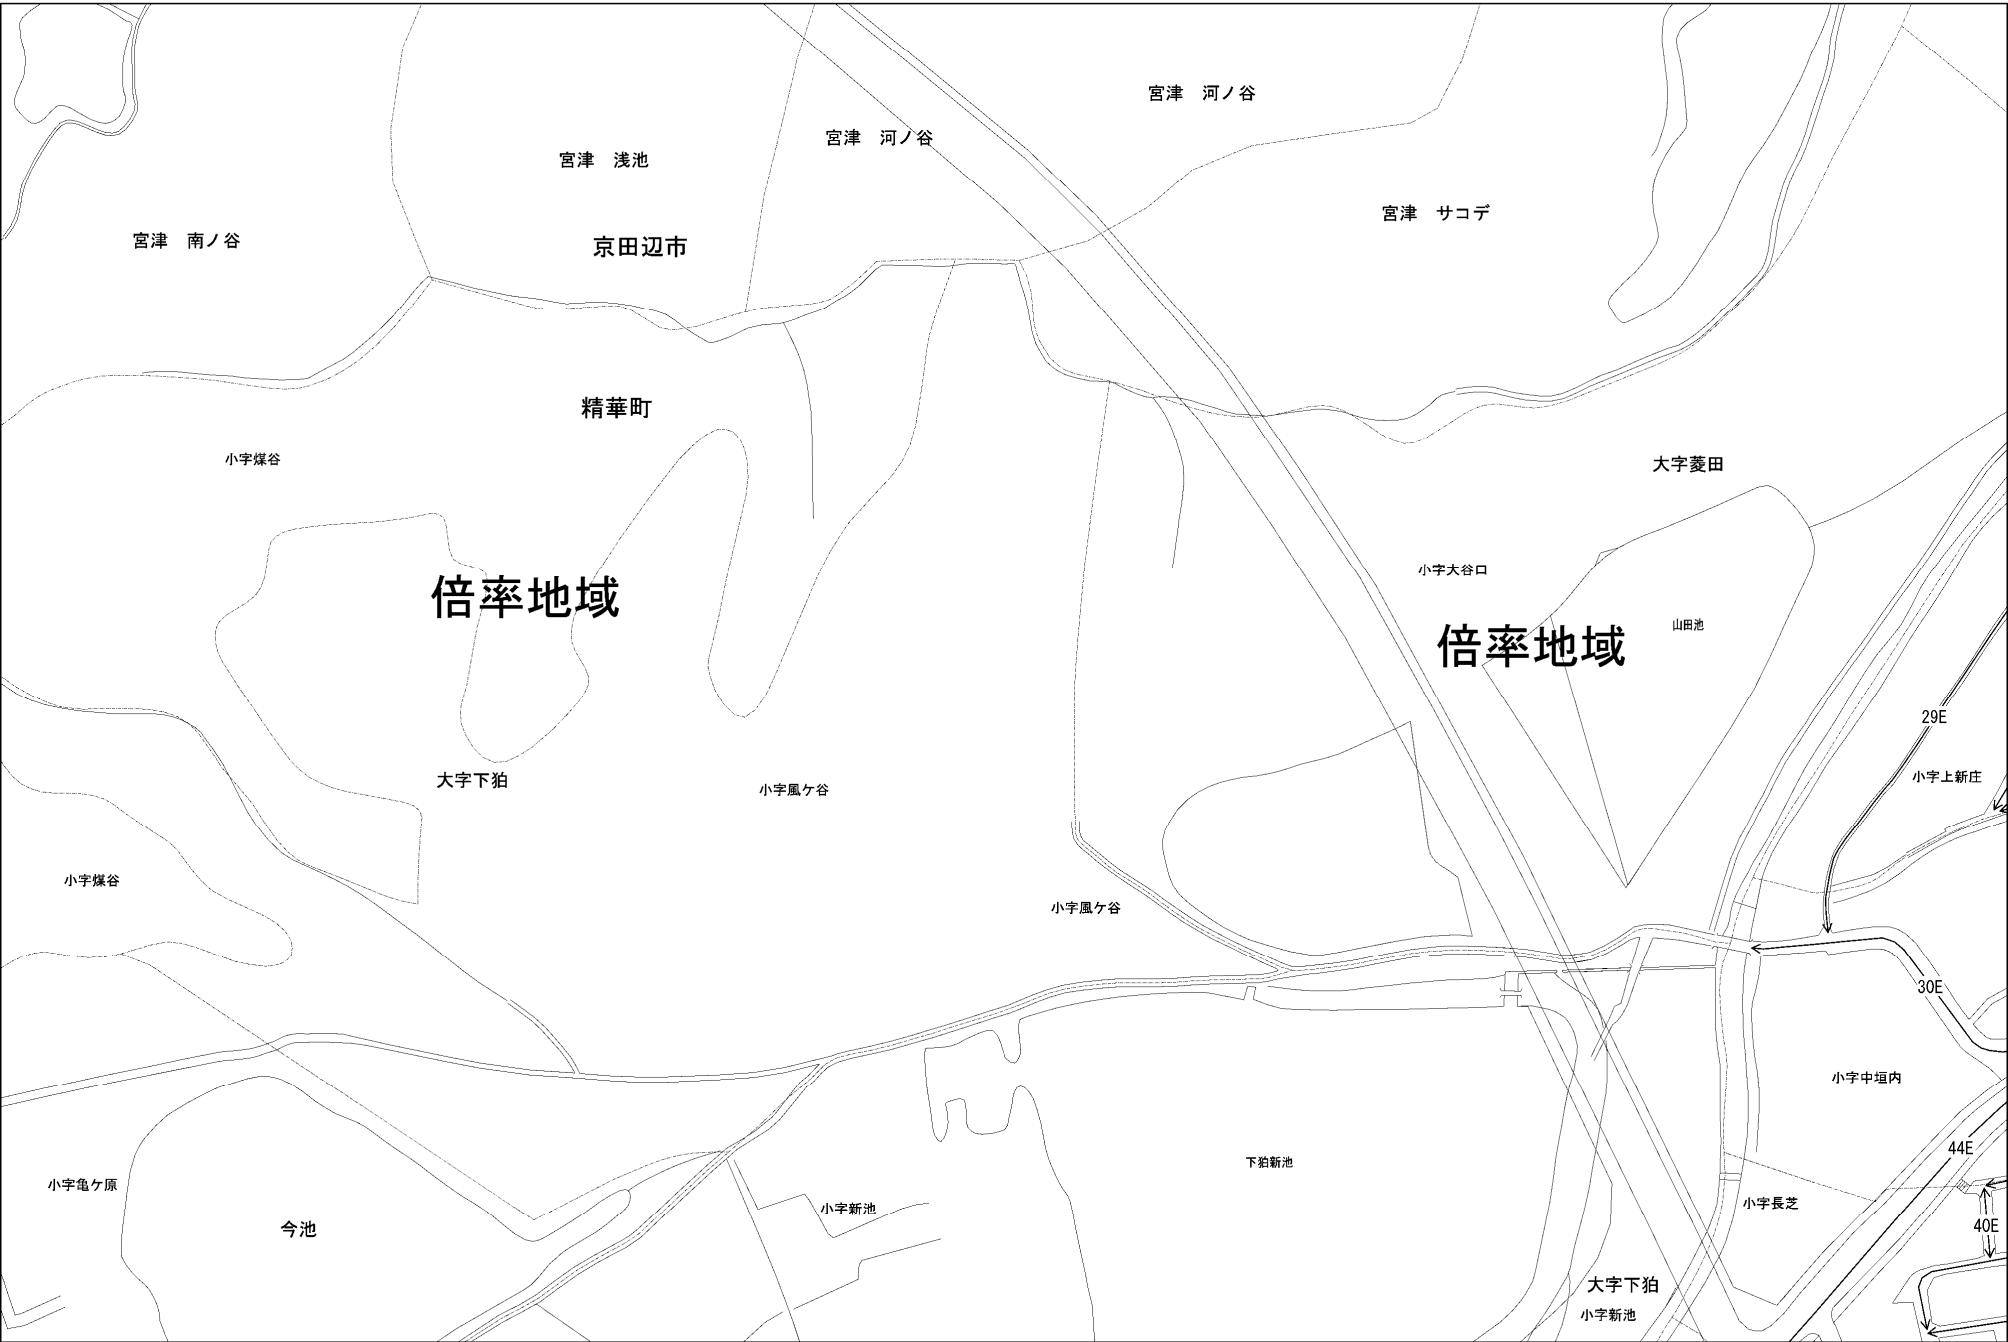 宮津　河ノ谷
宮津　河ノ谷
宮津　浅池
宮津　サコデ
宮津　南ノ谷
京田辺市
精華町
小字煤谷
大字菱田
小字大谷口
倍率地域
山田池
倍率地域
29E
小字上新庄
大字下狛
小字風ケ谷
小字煤谷
小字風ケ谷
30E
小字中垣内
44E
下狛新池
小字亀ケ原
小字長芝
小字新池
40E
今池
大字下狛
小字新池